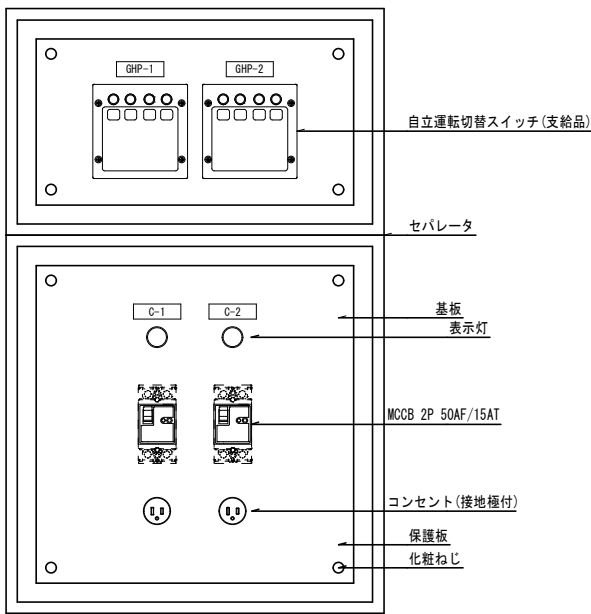 GHP-1
GHP-2
自立運転切替スイッチ(支給品)
セパレータ
C-1
C-2
基板
表示灯
MCCB 2P 50AF/15AT
コンセント(接地極付)
保護板
化粧ねじ